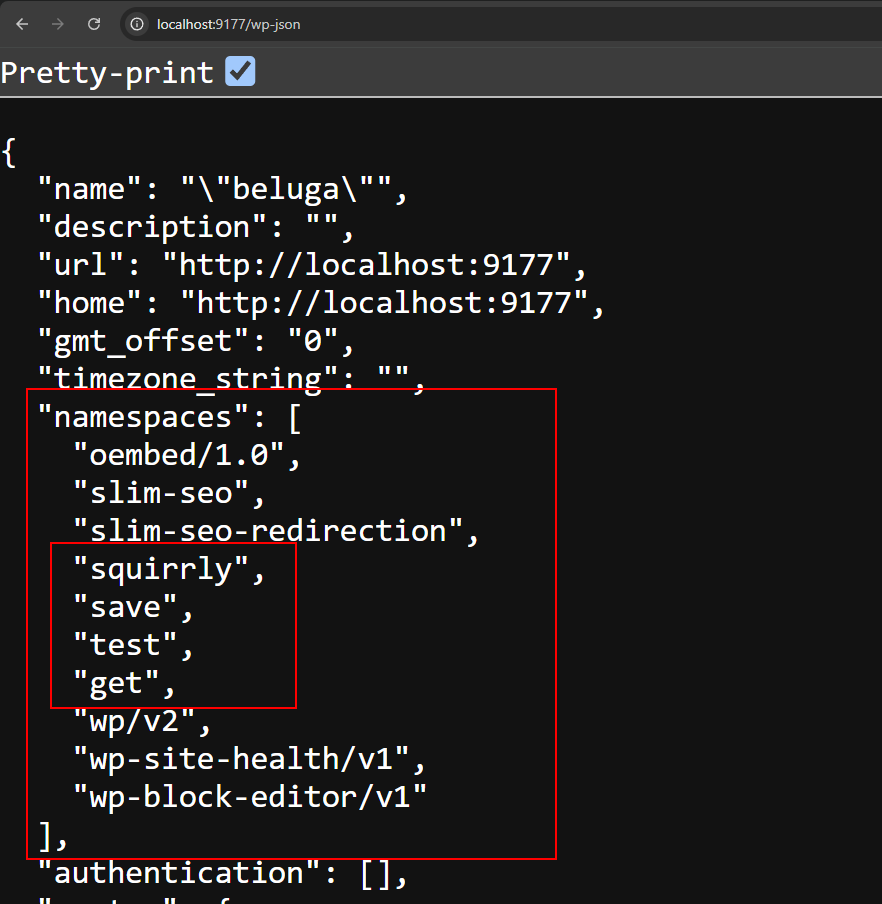 localhost:9177/wp-json
Pretty-print
{
"name": "\"beluga\"",
"description": "",
"url": "http://localhost:9177",
"home": "http://localhost:9177",
"gmt_offset": "0",
"timezone_string": "",
"namespaces": [
"oembed/1.0",
"slim-seo",
"slim-seo-redirection",
"squirrly",
"save",
"test",
"get",
"wp/v2",
"wp-site-health/v1",
"wp-block-editor/v1"
],
"authentication": [],